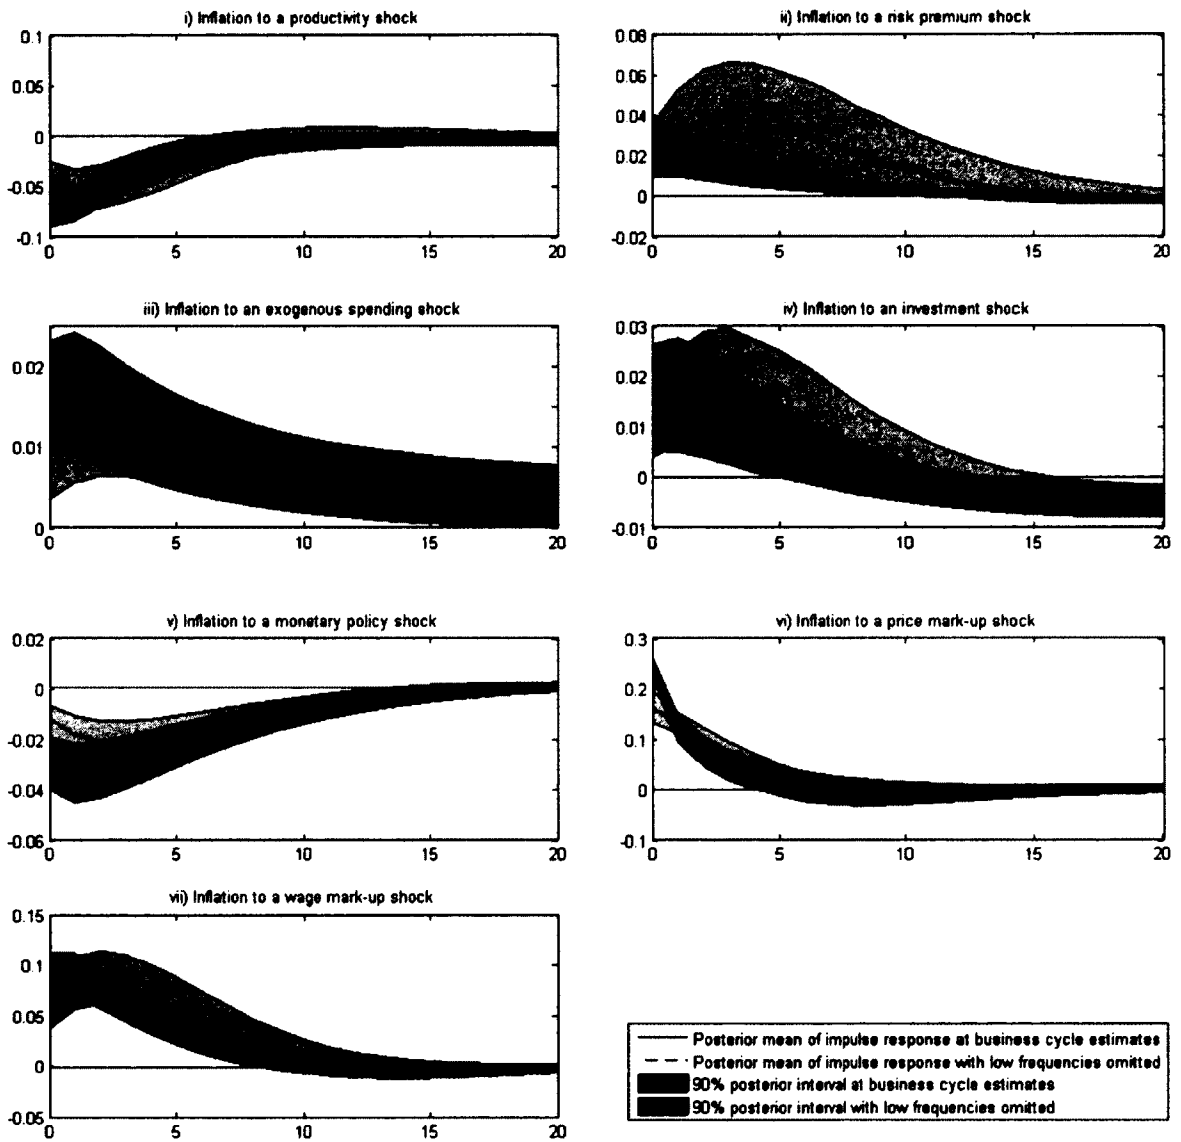 i) Inflation to a productivity shock
0.1
0.05
0
-0.05
-0.1
0 5 10 15 20
ii) Inflation to a risk premium shock
0.08
0.06
0.04
0.02
0
-0.02
0 5 10 15 20
iii) Inflation to an exogenous spending shock
0.02
0.01
0
0 5 10 15 20
iv) Inflation to an investment shock
0.03
0.02
0.01
0
-0.01
0 5 10 15 20
v) Inflation to a monetary policy shock
0.02
0
-0.02
-0.04
-0.06
0 5 10 15 20
vi) Inflation to a price mark-up shock
0.3
0.2
0.1
0
-0.1
0 5 10 15 20
vii) Inflation to a wage mark-up shock
0.15
0.1
0.05
0
-0.05
0 5 10 15 20
Posterior mean of impulse response at business cycle estimates
Posterior mean of impulse response with low frequencies omitted
90% posterior interval at business cycle estimates
90% posterior interval with low frequencies omitted